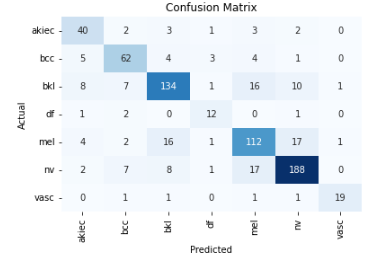 Confusion Matrix
akiec 40 2 3 1 3 2 0
bcc 5 62 4 3 4 1 0
bkl 8 7 134 1 16 10 1
df 1 2 0 12 0 1 0
mel 4 2 16 1 112 17 1
nv 2 7 8 1 17 188 0
vasc 0 1 1 0 1 1 19
Actual
akiec bcc bkl df mel nv vasc
Predicted